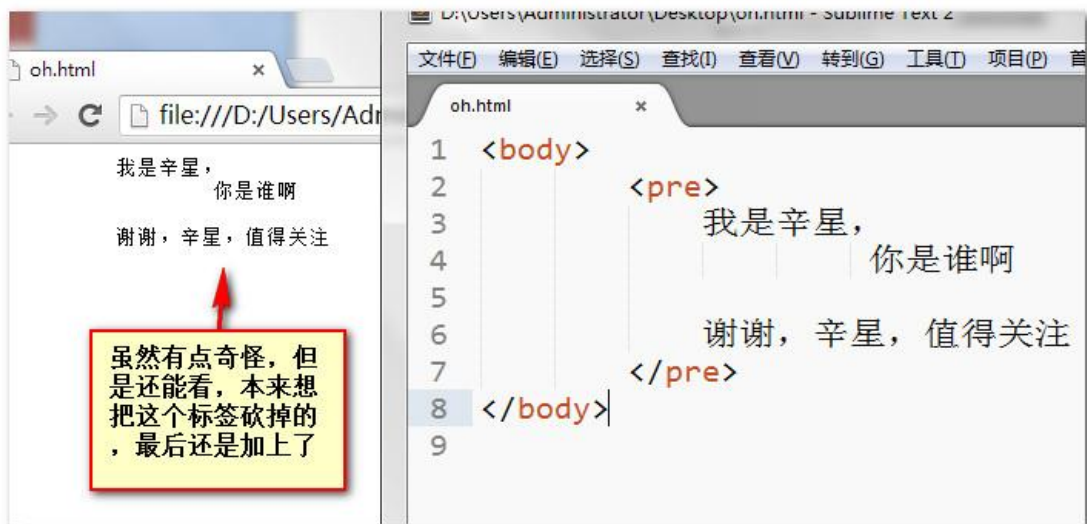 D:\Users\Administrator\Desktop\oh.html - Sublime Text 2
oh.html ×
file:///D:/Users/Adr
我是辛星，
你是谁啊
谢谢，辛星，值得关注
虽然有点奇怪，但
是还能看，本来想
把这个标签砍掉的
，最后还是加上了
文件(F) 编辑(E) 选择(S) 查找(I) 查看(V) 转到(G) 工具(T) 项目(P) 首
oh.html ×
1 <body>
2 <pre>
3 我是辛星，
4 你是谁啊
5
6 谢谢，辛星，值得关注
7 </pre>
8 </body>
9